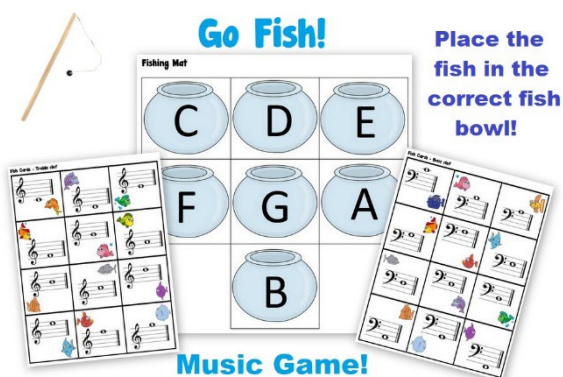 Go Fish!
Place the
fish in the
correct fish
bowl!
Fishing Mat
C D E
F G A
B
Fish Cards - Treble clef
Fish Cards - Bass clef
Music Game!